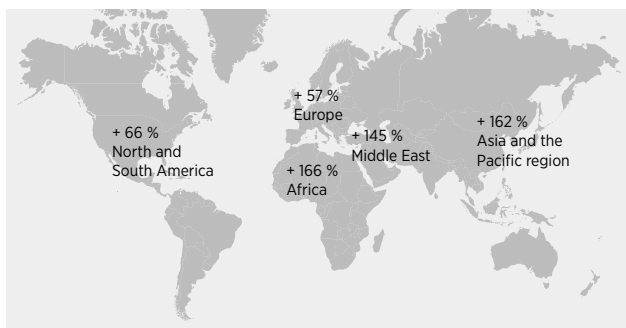 + 57 %
Europe
+ 66 %
North and
South America
+ 145 %
Middle East
+ 162 %
Asia and the
Pacific region
+ 166 %
Africa